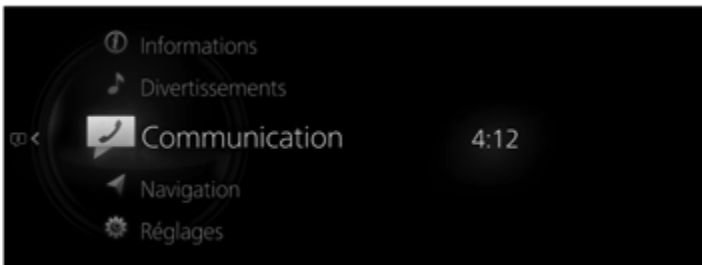 Informations
Divertissements
Communication 4:12
Navigation
Réglages